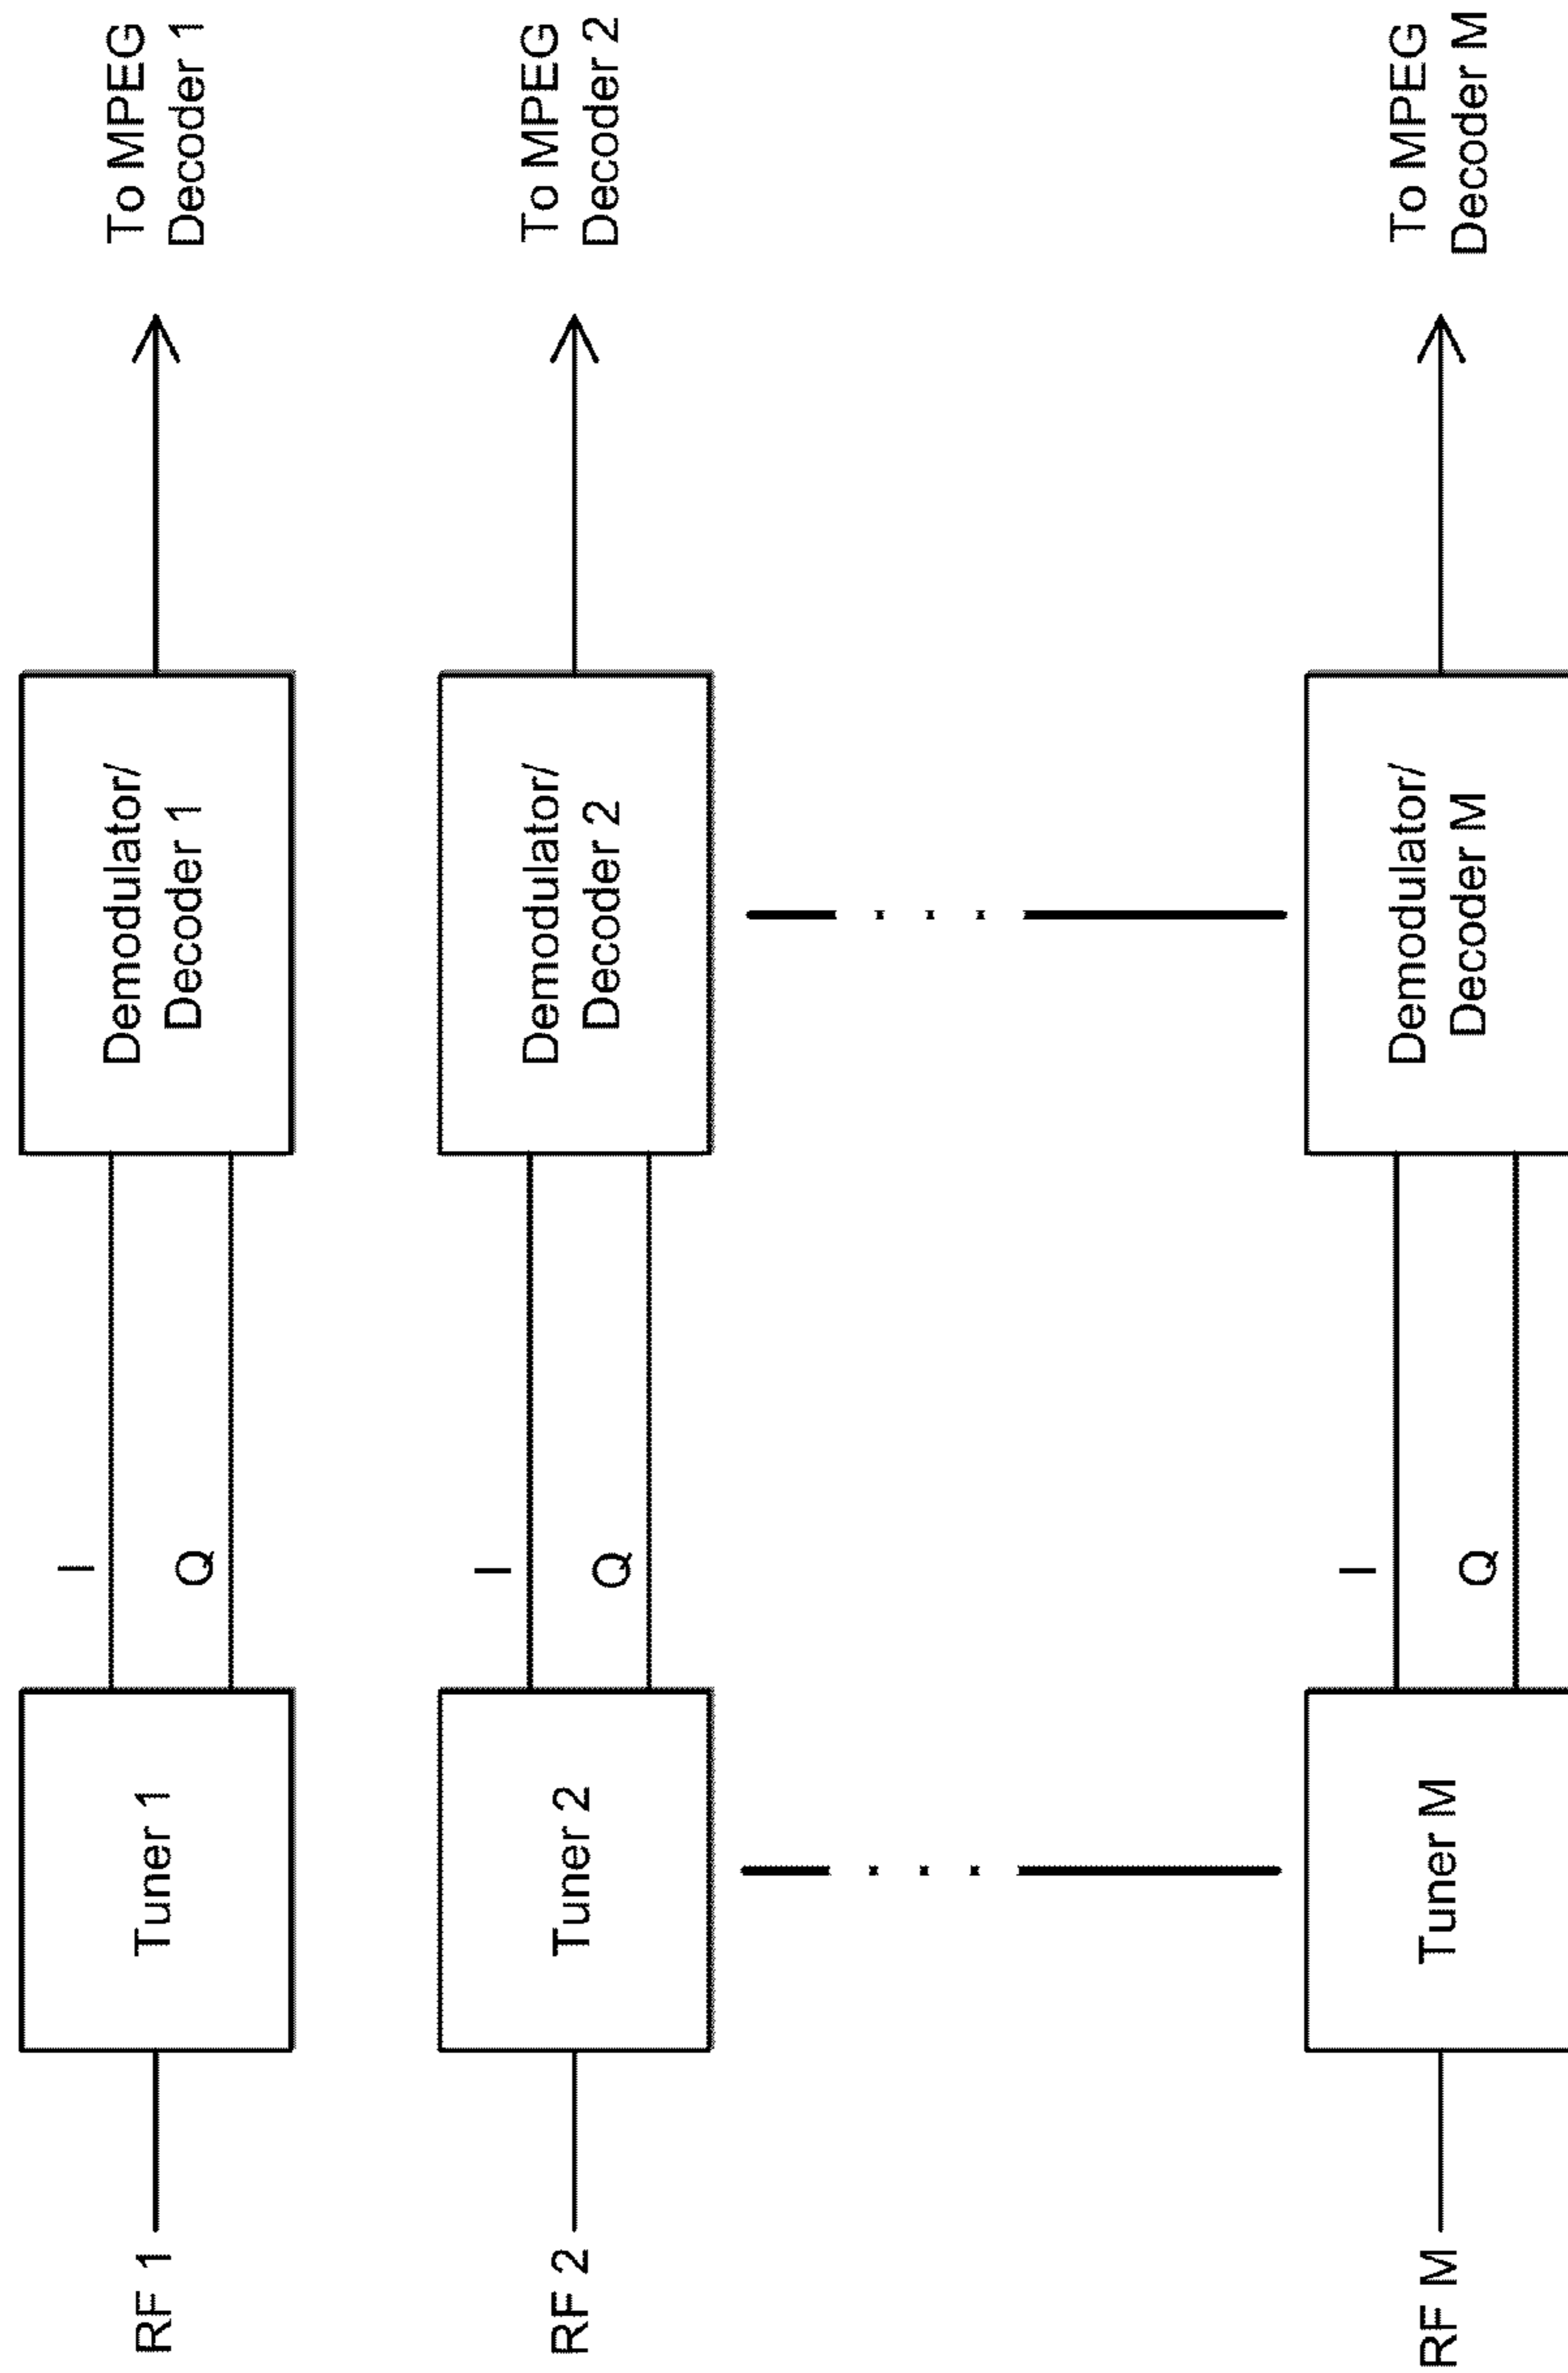 RF 1
Tuner 1
I
Q
Demodulator/
Decoder 1
To MPEG
Decoder 1
RF 2
Tuner 2
I
Q
Demodulator/
Decoder 2
To MPEG
Decoder 2
RF M
Tuner M
I
Q
Demodulator/
Decoder M
To MPEG
Decoder M